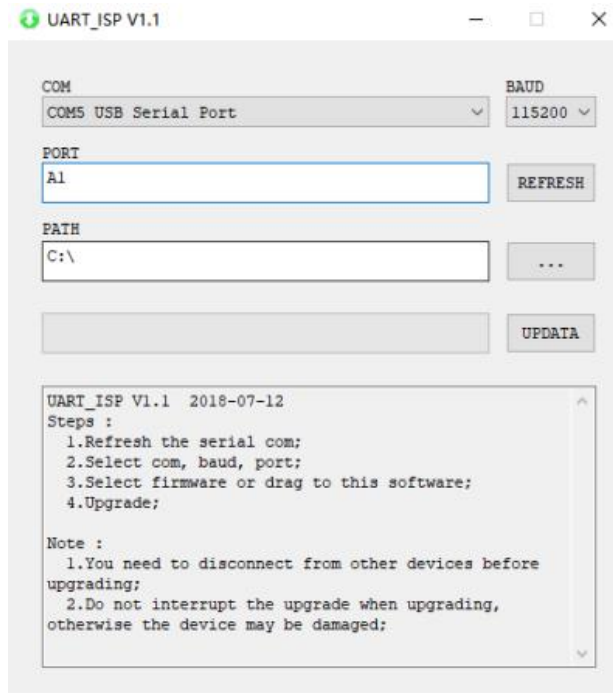 UART_ISP V1.1
COM BAUD
COM5 USB Serial Port 115200
PORT
A1 REFRESH
PATH
C:\ ...
UPDATA
UART_ISP V1.1 2018-07-12
Steps :
1.Refresh the serial com;
2.Select com, baud, port;
3.Select firmware or drag to this software;
4.Upgrade;
Note :
1.You need to disconnect from other devices before
upgrading;
2.Do not interrupt the upgrade when upgrading,
otherwise the device may be damaged;